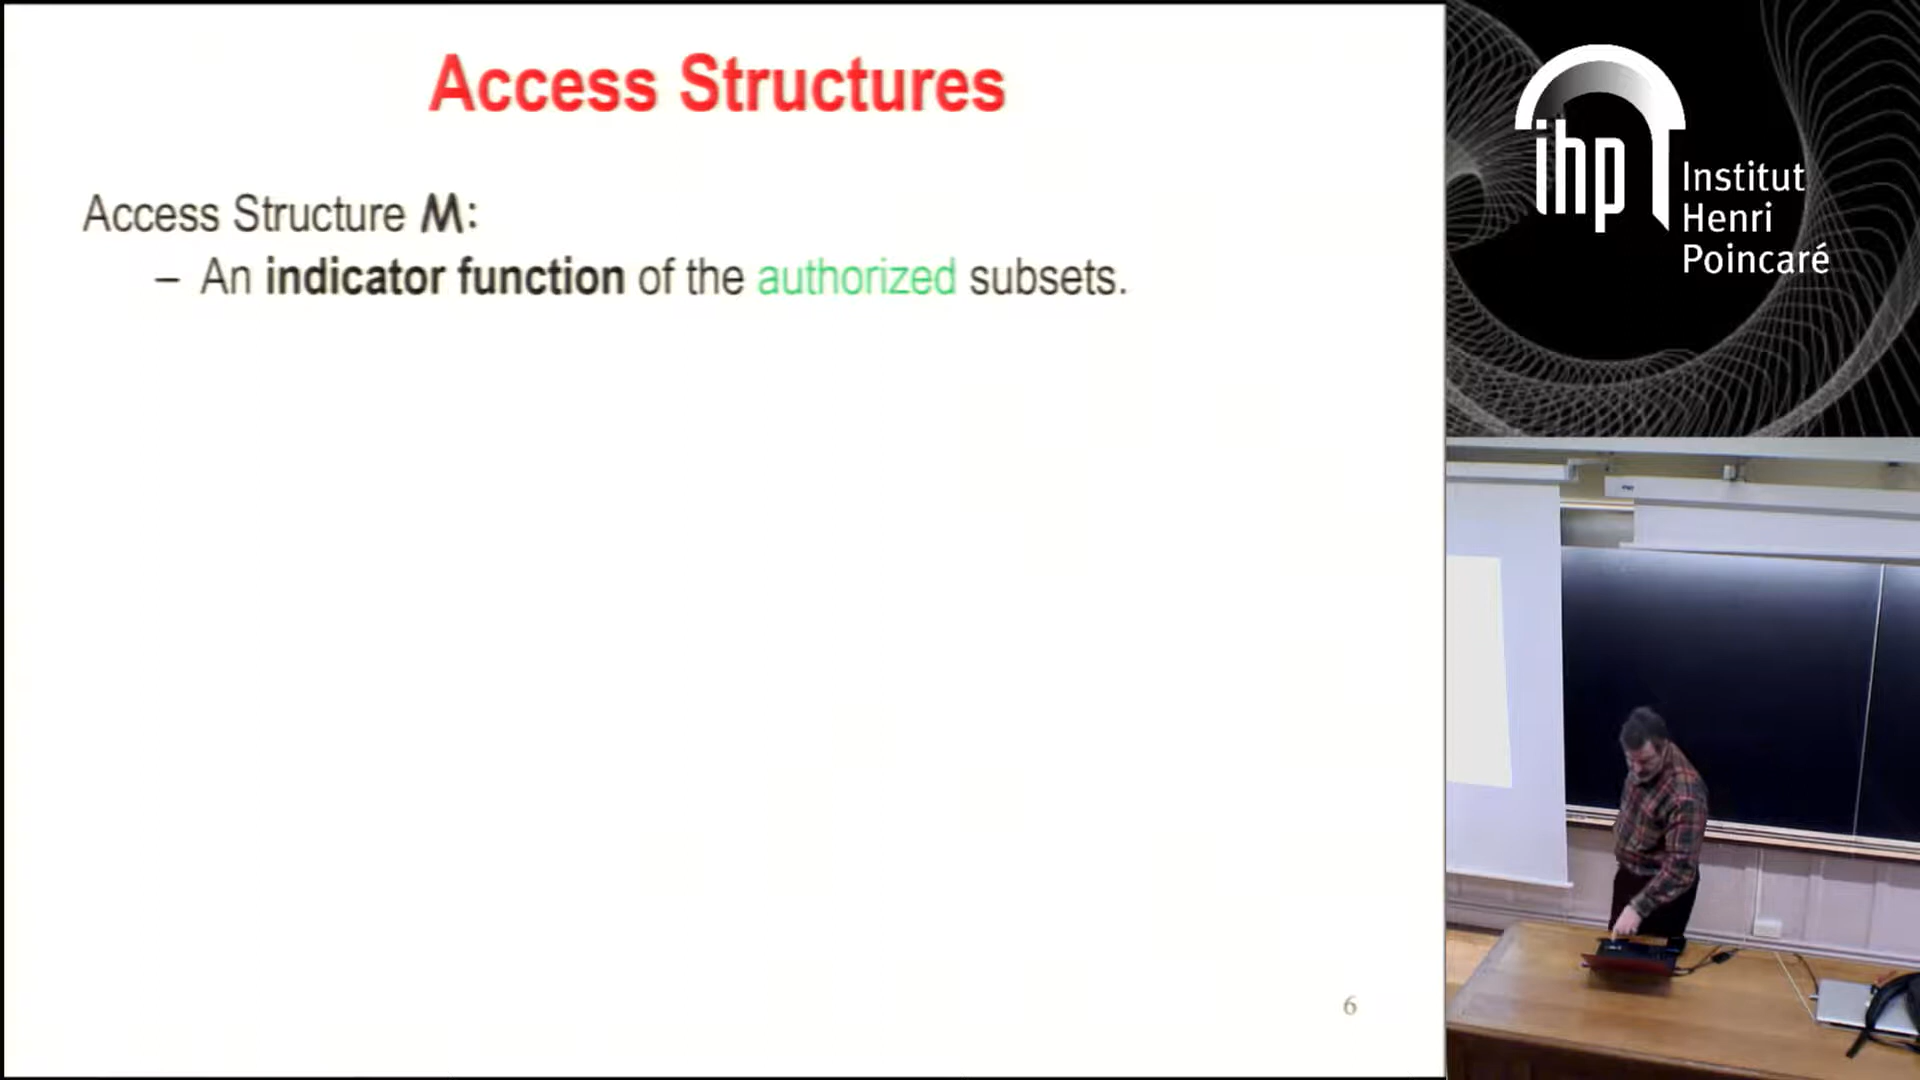 Access Structures
Access Structure M:
– An indicator function of the authorized subsets.
6
ihp
Institut
Henri
Poincaré